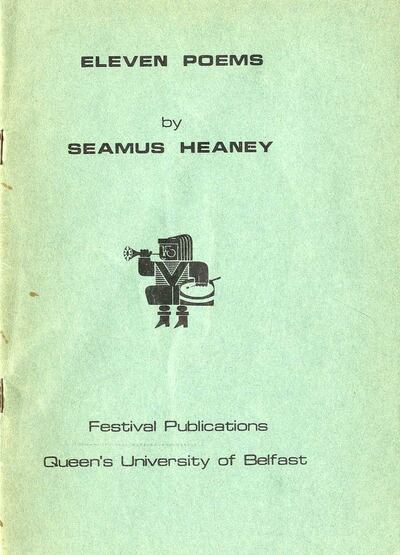 ELEVEN POEMS
by
SEAMUS HEANEY
Festival Publications
Queen's University of Belfast